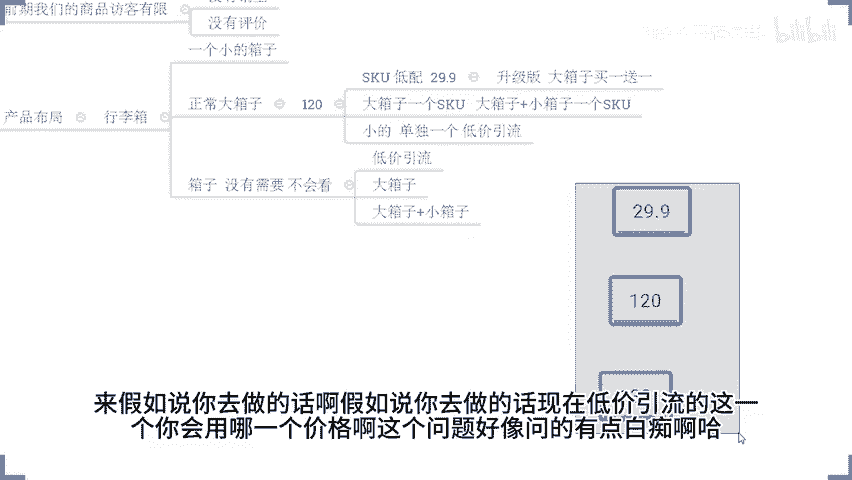 前期我们的商品访客有限
没有评价
一个小的箱子
产品布局
行李箱
正常大箱子
120
SKU 低配 29.9
升级版 大箱子买一送一
大箱子一个SKU 大箱子+小箱子一个SKU
小的 单独一个 低价引流
箱子 没有需要 不会看
低价引流
大箱子
大箱子+小箱子
29.9
120
来假如说你去做的话啊假如说你去做的话现在低价引流的这一
个你会用哪一个价格啊这个问题好像问的有点白痴啊哈
bilibili